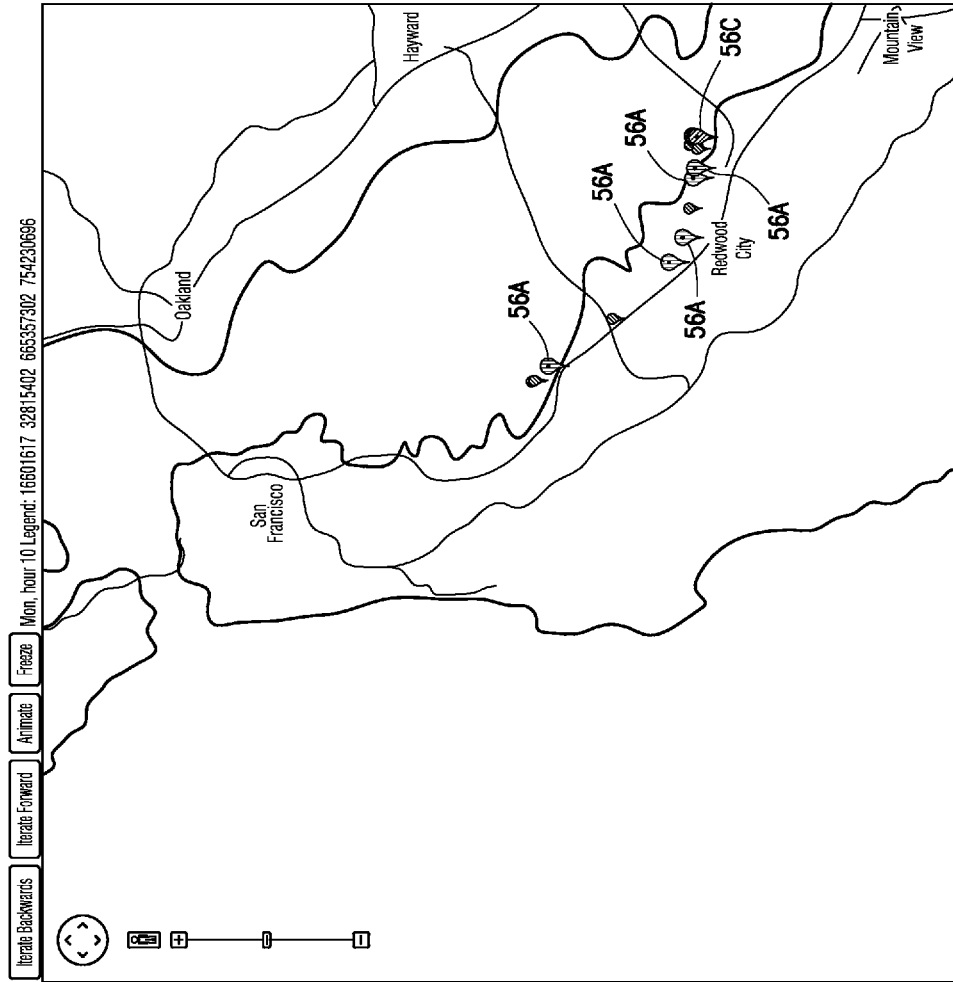 Iterate Backwards Iterate Forward Animate Freeze Mon, hour 10 Legend: 16601617 32815402 665357302 754230696
Oakland
Hayward
San
Francisco
56A
56A
56A
56C
56A
56A
Redwood
City
Mountain
View